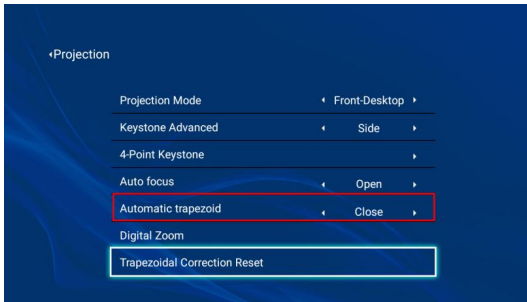 Projection
Projection Mode Front-Desktop
Keystone Advanced Side
4-Point Keystone
Auto focus Open
Automatic trapezoid Close
Digital Zoom
Trapezoidal Correction Reset